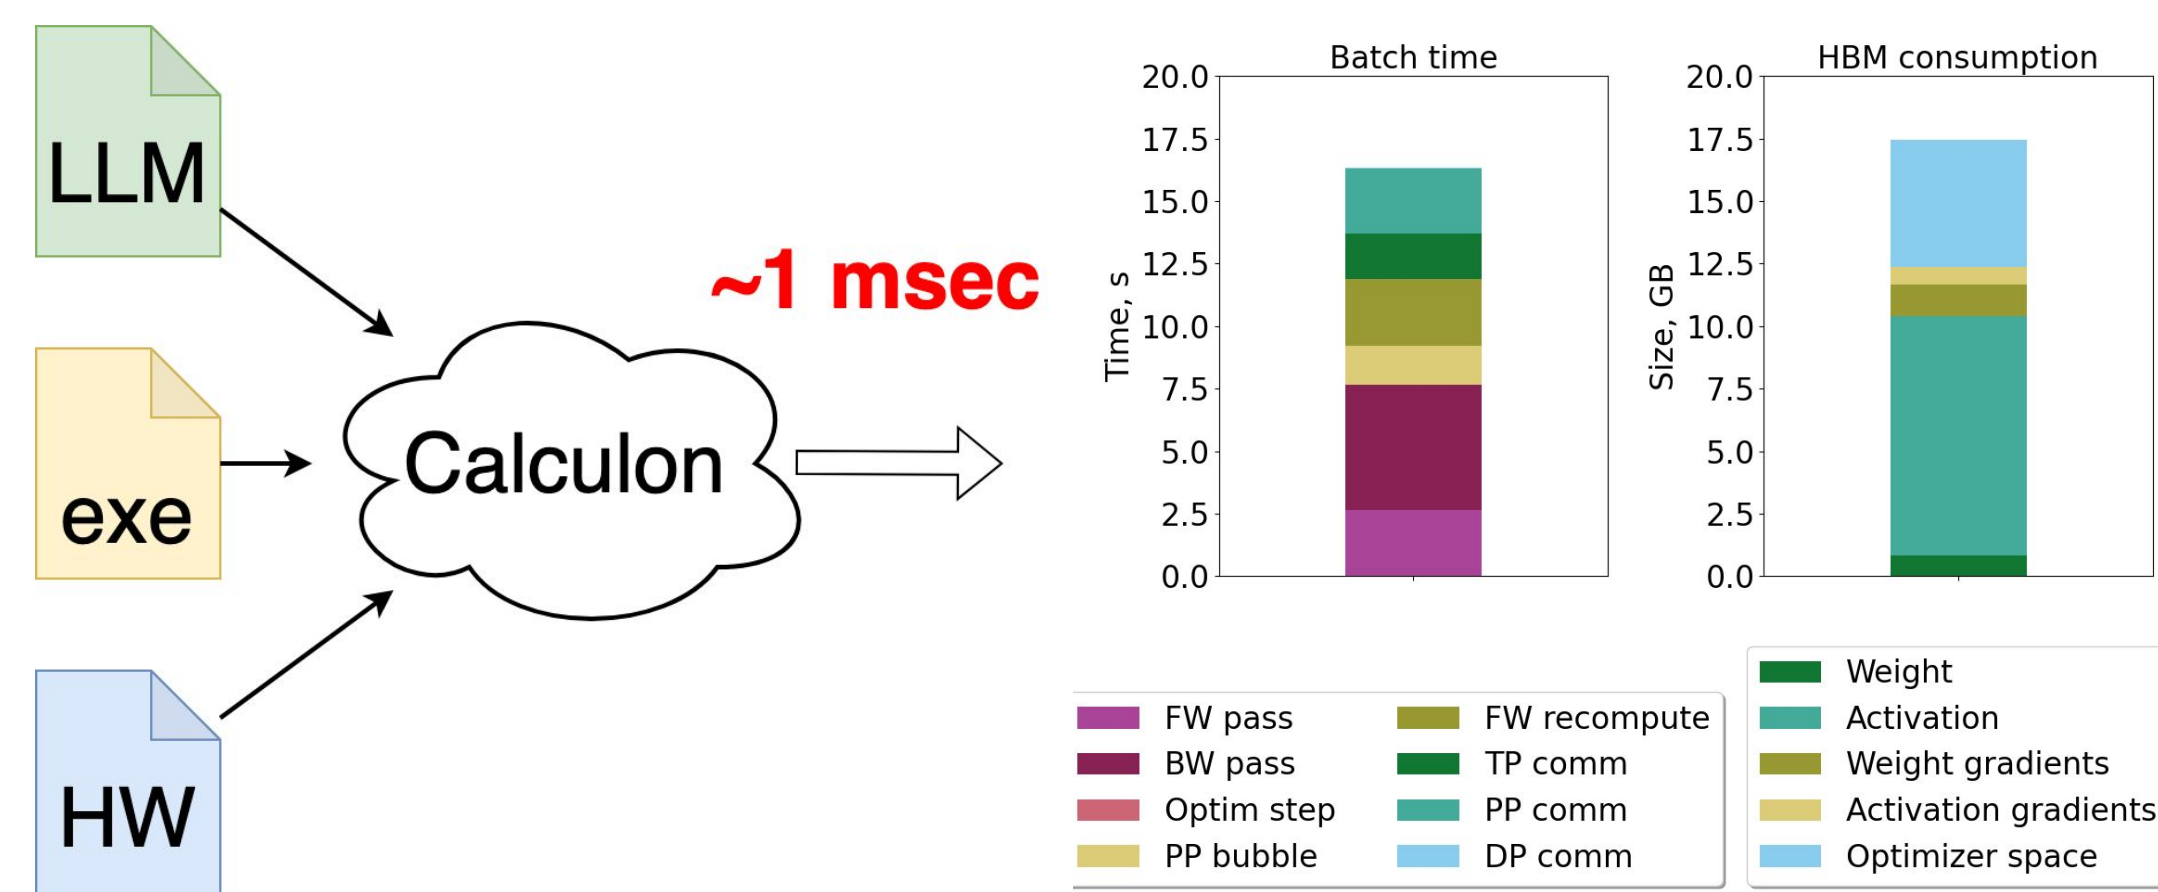 LLM
exe
HW
Calculon
~1 msec
Batch time
20.0
17.5
15.0
12.5
10.0
7.5
5.0
2.5
0.0
Time, s
HBM consumption
20.0
17.5
15.0
12.5
10.0
7.5
5.0
2.5
0.0
Size, GB
FW pass
BW pass
Optim step
PP bubble
FW recompute
TP comm
PP comm
DP comm
Weight
Activation
Weight gradients
Activation gradients
Optimizer space